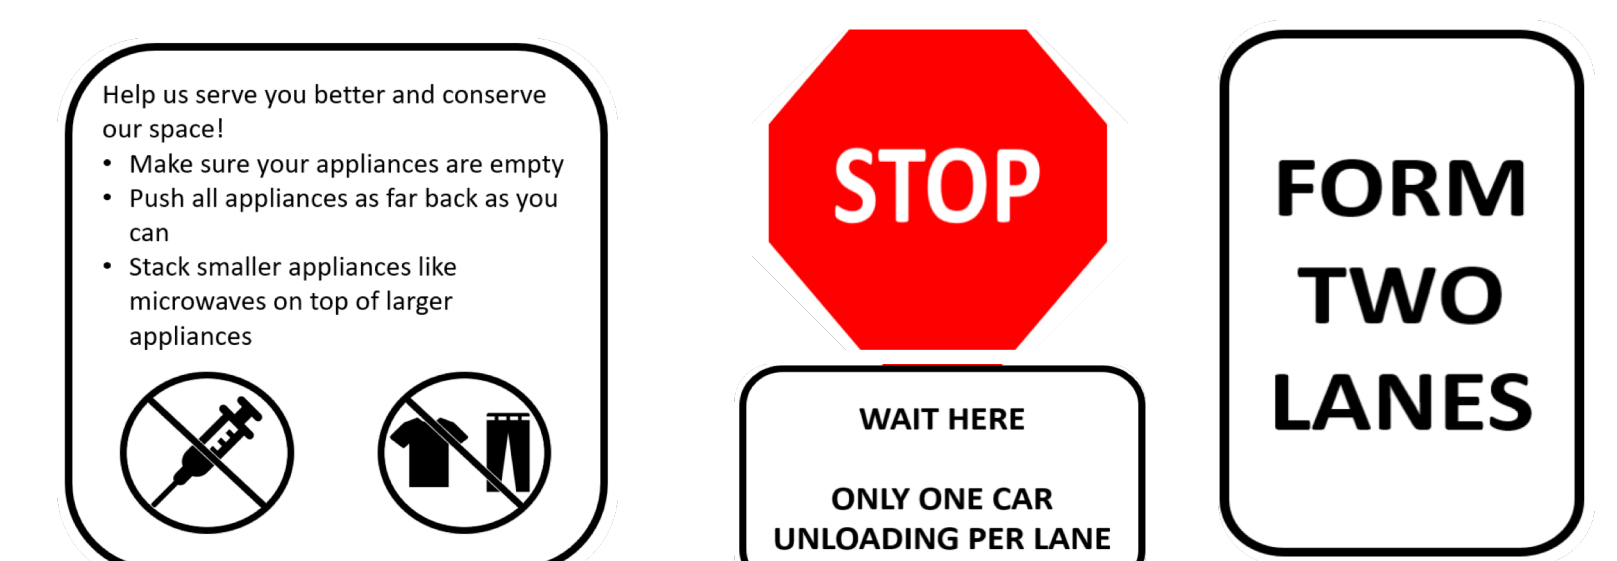 Help us serve you better and conserve
our space!
• Make sure your appliances are empty
• Push all appliances as far back as you
can
• Stack smaller appliances like
microwaves on top of larger
appliances
STOP
WAIT HERE
ONLY ONE CAR
UNLOADING PER LANE
FORM
TWO
LANES